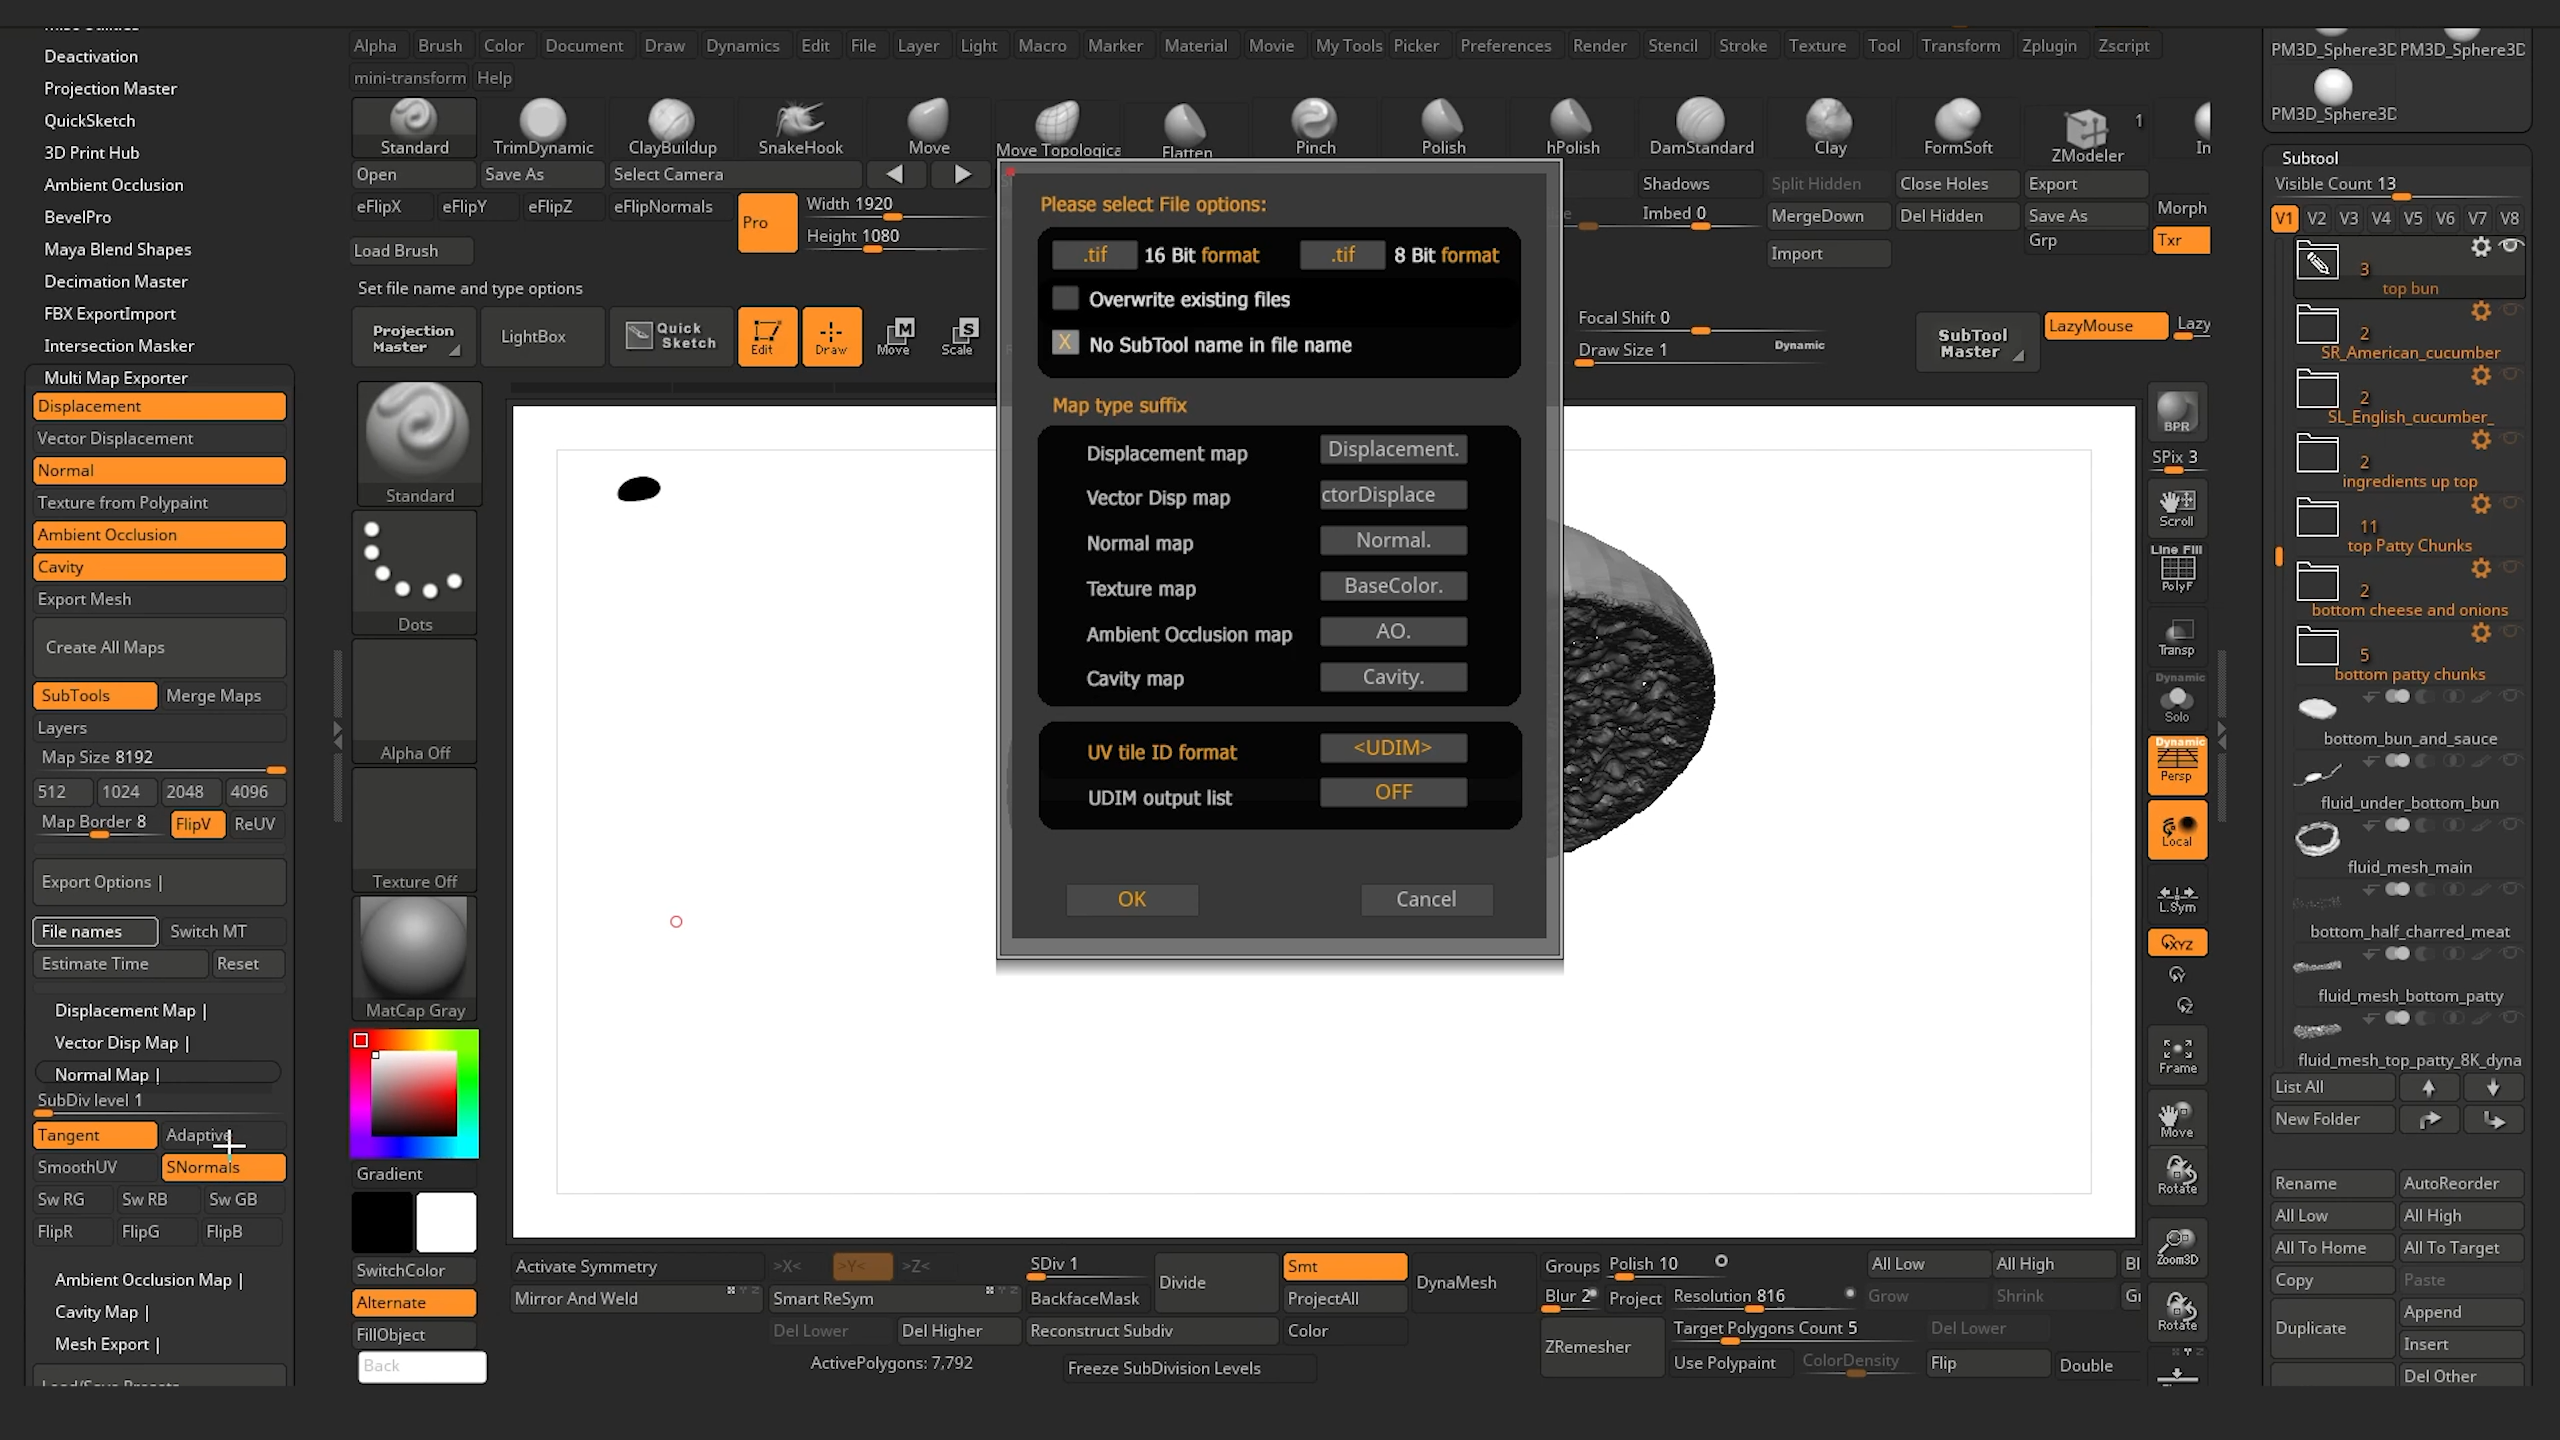 Deactivation
Projection Master
QuickSketch
3D Print Hub
Ambient Occlusion
BevelPro
Maya Blend Shapes
Decimation Master
FBX ExportImport
Intersection Masker
Multi Map Exporter
Displacement
Vector Displacement
Normal
Texture from Polypaint
Ambient Occlusion
Cavity
Export Mesh
Create All Maps
SubTools Merge Maps
Layers
Map Size 8192
512 1024 2048 4096
Map Border 8 FlipV ReUV
Export Options |
File names Switch MT
Estimate Time Reset
Displacement Map |
Vector Disp Map |
Normal Map |
SubDiv level 1
Tangent Adaptive
SmoothUV SNormals
Sw RG Sw RB Sw GB
FlipR FlipG FlipB
Ambient Occlusion Map |
Cavity Map |
Mesh Export |
Alpha Brush Color Document Draw Dynamics Edit File Layer Light Macro Marker Material Movie My Tools Picker Preferences Render Stencil Stroke Texture Tool Transform Zplugin Zscript
mini-transform Help
Standard TrimDynamic ClayBuildup SnakeHook Move Move Topologica Flatten Pinch Polish hPolish DamStandard Clay FormSoft ZModeler 1 In
Open Save As Select Camera
eFlipX eFlipY eFlipZ eFlipNormals
Pro
Width 1920
Height 1080
Load Brush
Set file name and type options
Projection Master
LightBox
Quick Sketch
Edit Draw Move Scale
M S
Shadows Split Hidden Close Holes Export
Imbed 0 MergeDown Del Hidden Save As Morph
Import Grp Txr
Focal Shift 0
Draw Size 1 Dynamic
SubTool Master
LazyMouse Lazy
Please select File options:
.tif 16 Bit format .tif 8 Bit format
Overwrite existing files
X No SubTool name in file name
Map type suffix
Displacement map Displacement.
Vector Disp map ctorDisplace
Normal map Normal.
Texture map BaseColor.
Ambient Occlusion map AO.
Cavity map Cavity.
UV tile ID format <UDIM>
UDIM output list OFF
OK Cancel
Standard
Dots
Alpha Off
Texture Off
MatCap Gray
Gradient
SwitchColor
Alternate
FillObject
Back
BPR
SPix 3
Scroll
Line Fill
PolyF
Transp
Dynamic
Solo
Dynamic
Persp
Local
L.Sym
XYZ
Y
Z
Frame
Move
Rotate
Zoom3D
Rotate
Activate Symmetry >X< >Y< >Z<
Mirror And Weld Smart ReSym
Del Lower Del Higher
ActivePolygons: 7,792
SDiv 1 Divide Smt DynaMesh
BackfaceMask ProjectAll
Reconstruct Subdiv Color
Freeze SubDivision Levels
Groups Polish 10
Blur 2 Project Resolution 816
ZRemesher Target Polygons Count 5
Use Polypaint ColorDensity
All Low All High Bl
Grow Shrink Gr
Del Lower
Flip Double
PM3D_Sphere3D PM3D_Sphere3D
PM3D_Sphere3D
Subtool
Visible Count 13
V1 V2 V3 V4 V5 V6 V7 V8
3
top bun
2
SR_American_cucumber
2
SL_English_cucumber_
2
ingredients up top
11
top Patty Chunks
2
bottom cheese and onions
5
bottom patty chunks
bottom_bun_and_sauce
fluid_under_bottom_bun
fluid_mesh_main
bottom_half_charred_meat
fluid_mesh_bottom_patty
fluid_mesh_top_patty_8K_dyna
List All
New Folder
Rename AutoReorder
All Low All High
All To Home All To Target
Copy Paste
Duplicate Append
Insert
Del Other